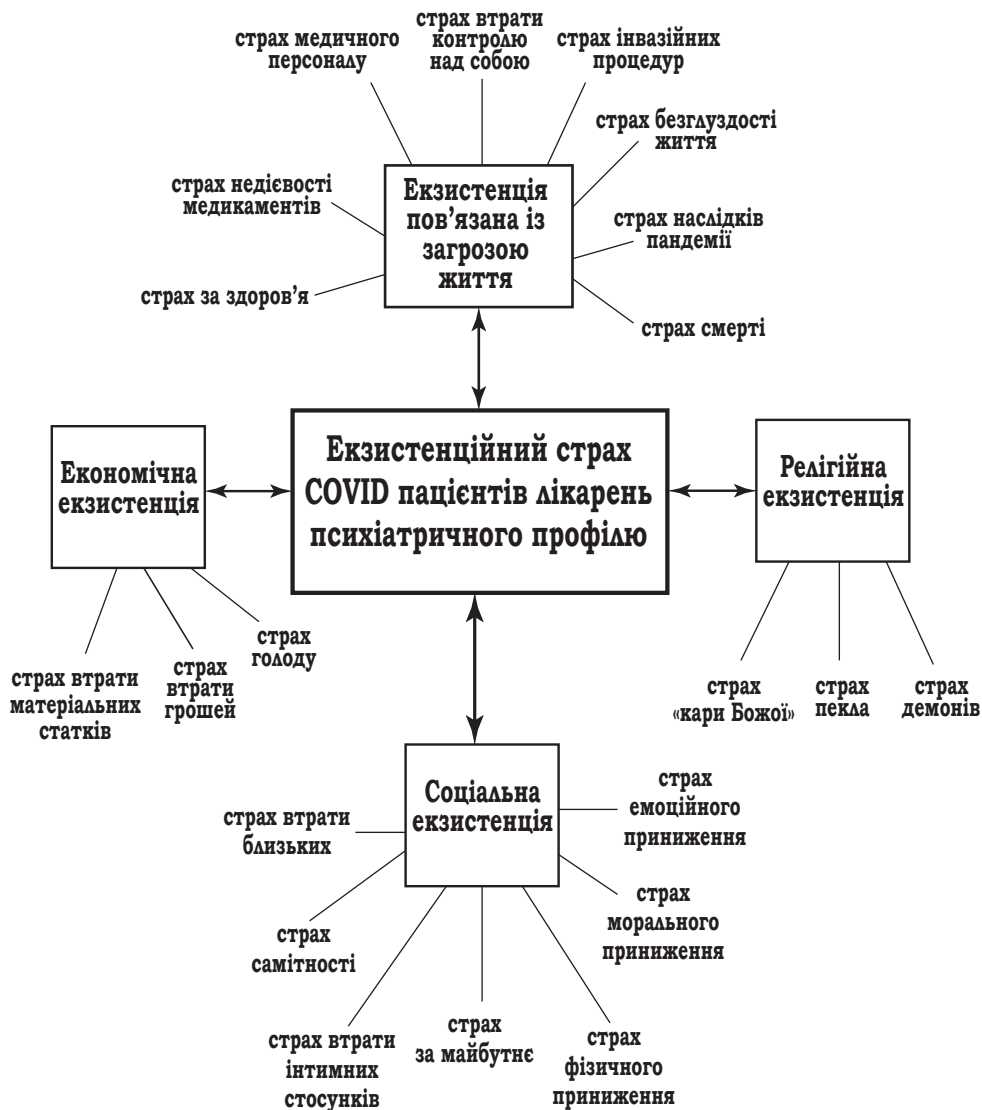 страх медичного
персоналу
страх втрати
контролю
над собою
страх інвазійних
процедур
страх безглуздості
життя
страх недієвості
медикаментів
Екзистенція
пов’язана із
загрозою
життя
страх наслідків
пандемії
страх за здоров’я
страх смерті
Екзистенційний страх
COVID пацієнтів лікарень
психіатричного профілю
Економічна
екзистенція
Релігійна
екзистенція
страх втрати
матеріальних
статків
страх
втрати
грошей
страх
голоду
страх
«кари Божої»
страх
пекла
страх
демонів
Соціальна
екзистенція
страх втрати
близьких
страх
емоційного
приниження
страх
самітності
страх
морального
приниження
страх втрати
інтимних
стосунків
страх
за майбутнє
страх
фізичного
приниження